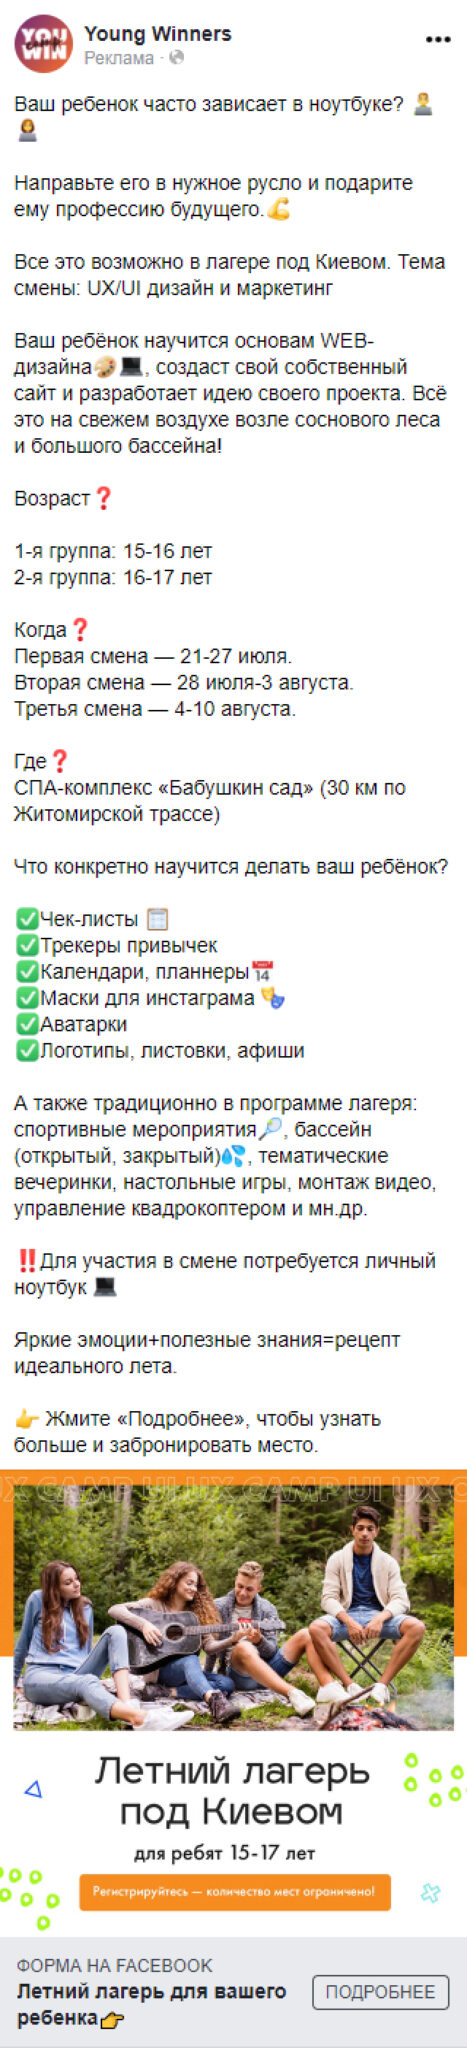 YOU
camp
WIN
Young Winners
Реклама ·
Ваш ребенок часто зависает в ноутбуке? 👨‍💻
👩‍💻
Направьте его в нужное русло и подарите
ему профессию будущего.💪
Все это возможно в лагере под Киевом. Тема
смены: UX/UI дизайн и маркетинг
Ваш ребёнок научится основам WEB-
дизайна🎨💻, создаст свой собственный
сайт и разработает идею своего проекта. Всё
это на свежем воздухе возле соснового леса
и большого бассейна!
Возраст❓
1-я группа: 15-16 лет
2-я группа: 16-17 лет
Когда❓
Первая смена — 21-27 июля.
Вторая смена — 28 июля-3 августа.
Третья смена — 4-10 августа.
Где❓
СПА-комплекс «Бабушкин сад» (30 км по
Житомирской трассе)
Что конкретно научится делать ваш ребёнок?
✅Чек-листы 📋
✅Трекеры привычек
✅Календари, планнеры📅
✅Маски для инстаграма 🎭
✅Аватарки
✅Логотипы, листовки, афиши
А также традиционно в программе лагеря:
спортивные мероприятия🎾, бассейн
(открытый, закрытый)💦, тематические
вечеринки, настольные игры, монтаж видео,
управление квадрокоптером и мн.др.
‼️Для участия в смене потребуется личный
ноутбук 💻
Яркие эмоции+полезные знания=рецепт
идеального лета.
👉 Жмите «Подробнее», чтобы узнать
больше и забронировать место.
X CAMP UI UX CAMP UI UX C
Летний лагерь
под Киевом
для ребят 15-17 лет
Регистрируйтесь — количество мест ограничено!
ФОРМА НА FACEBOOK
Летний лагерь для вашего
ребенка👉
ПОДРОБНЕЕ